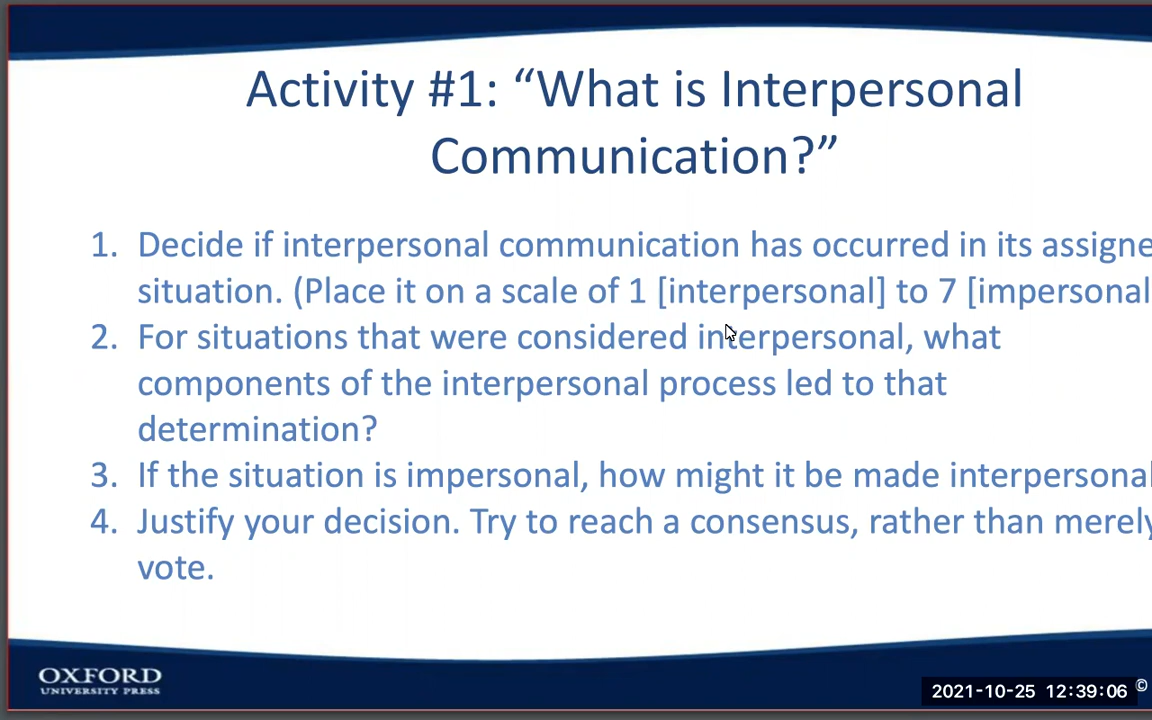 Activity #1: “What is Interpersonal
Communication?”
1. Decide if interpersonal communication has occurred in its assigne
situation. (Place it on a scale of 1 [interpersonal] to 7 [impersonal
2. For situations that were considered interpersonal, what
components of the interpersonal process led to that
determination?
3. If the situation is impersonal, how might it be made interpersonal
4. Justify your decision. Try to reach a consensus, rather than merely
vote.
OXFORD
UNIVERSITY PRESS
2021-10-25 12:39:06 ©